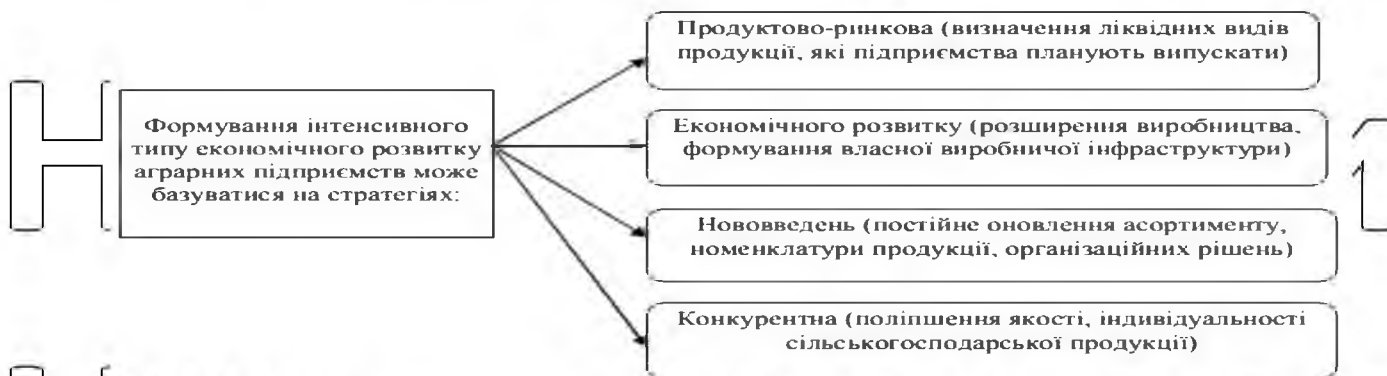 Формування інтенсивного
типу економічного розвитку
аграрних підприємств може
базуватися на стратегіях:
Продуктово-ринкова (визначення ліквідних видів
продукції, які підприємства планують випускати)
Економічного розвитку (розширення виробництва,
формування власної виробничої інфраструктури)
Нововведень (постійне оновлення асортименту,
номенклатури продукції, організаційних рішень)
Конкурентна (поліпшення якості, індивідуальності
сільськогосподарської продукції)